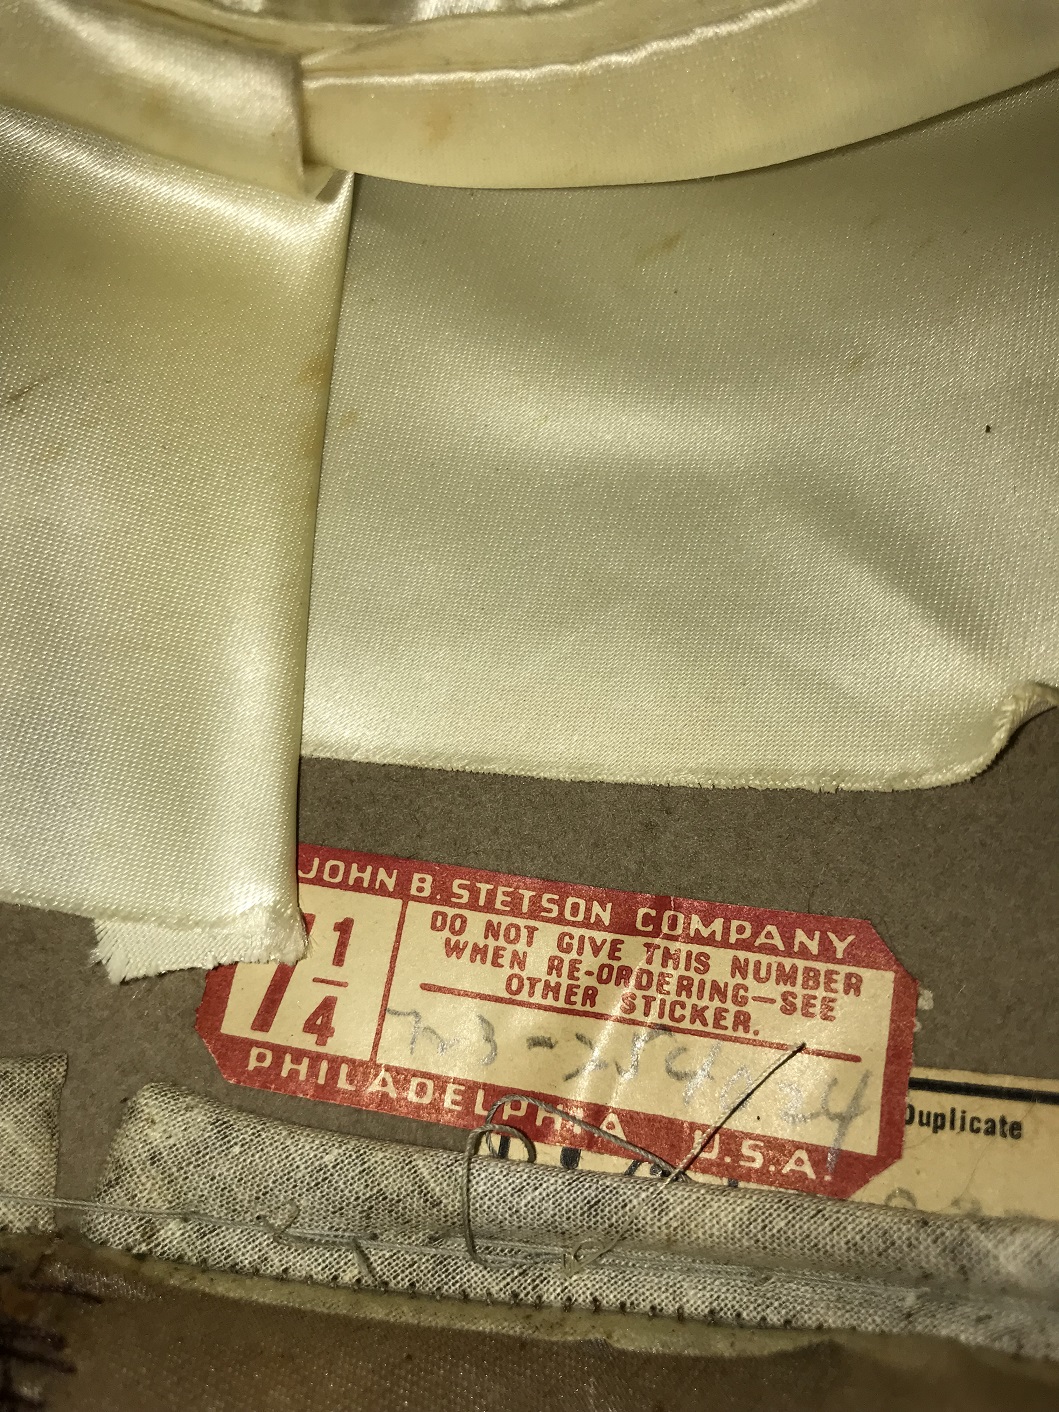 JOHN B. STETSON COMPANY
7 1/4
DO NOT GIVE THIS NUMBER
WHEN RE-ORDERING—SEE
OTHER STICKER.
PHILADELPHIA U.S.A.
Duplicate